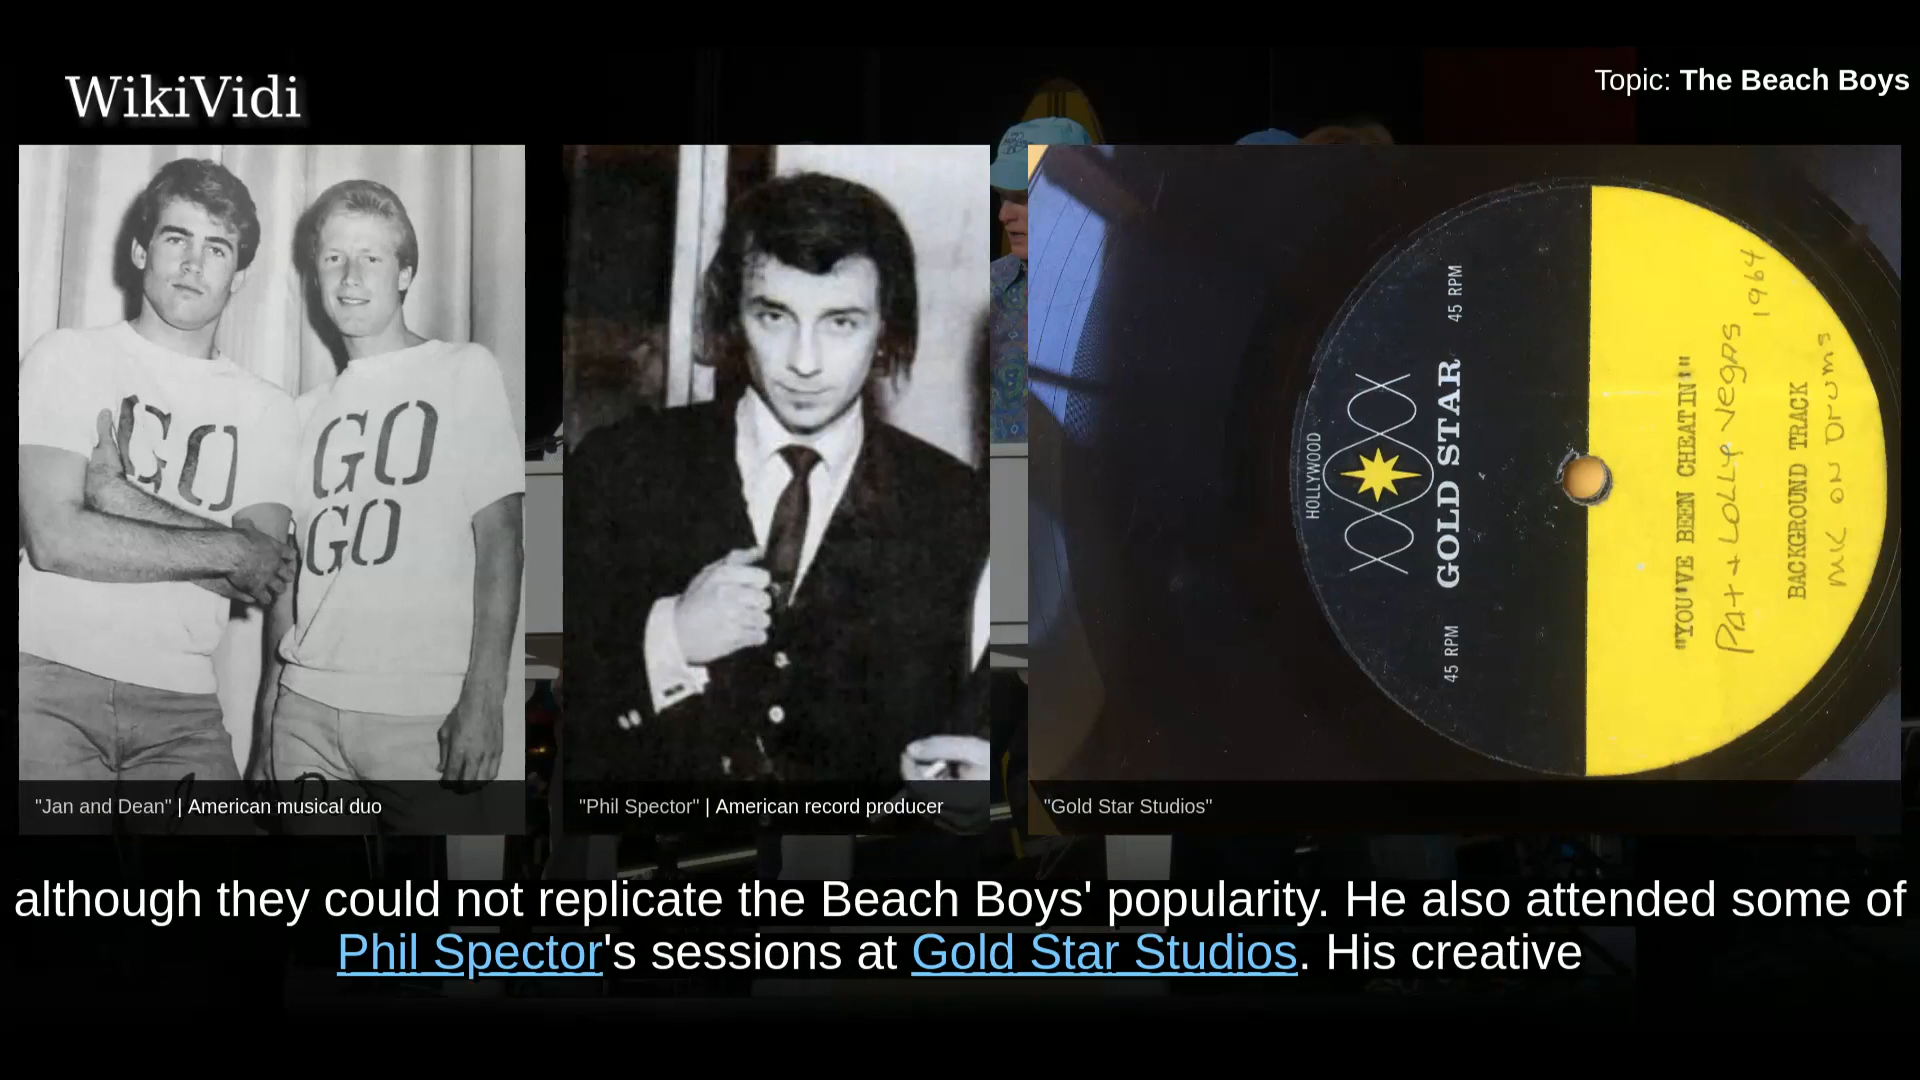 WikiVidi
Topic: The Beach Boys
GO
GO
GO
"Jan and Dean" | American musical duo
"Phil Spector" | American record producer
HOLLYWOOD
GOLD STAR
45 RPM
45 RPM
"YOU'VE BEEN CHEATIN'"
Pat + Lolly Vegas
1964
BACKGROUND TRACK
MK ON Drums
"Gold Star Studios"
although they could not replicate the Beach Boys' popularity. He also attended some of
Phil Spector's sessions at Gold Star Studios. His creative